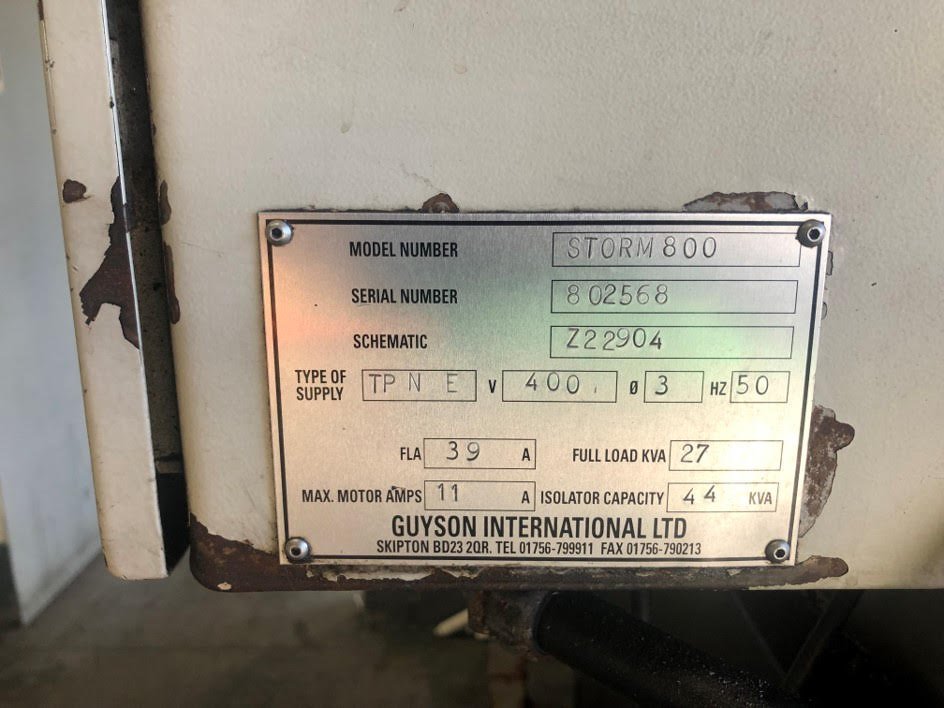 MODEL NUMBER STORM 800
SERIAL NUMBER 802568
SCHEMATIC Z22904
TYPE OF SUPPLY TP N E V 400 Ø 3 HZ 50
FLA 39 A FULL LOAD KVA 27
MAX. MOTOR AMPS 11 A ISOLATOR CAPACITY 44 KVA
GUYSON INTERNATIONAL LTD
SKIPTON BD23 2QR. TEL 01756-799911 FAX 01756-790213